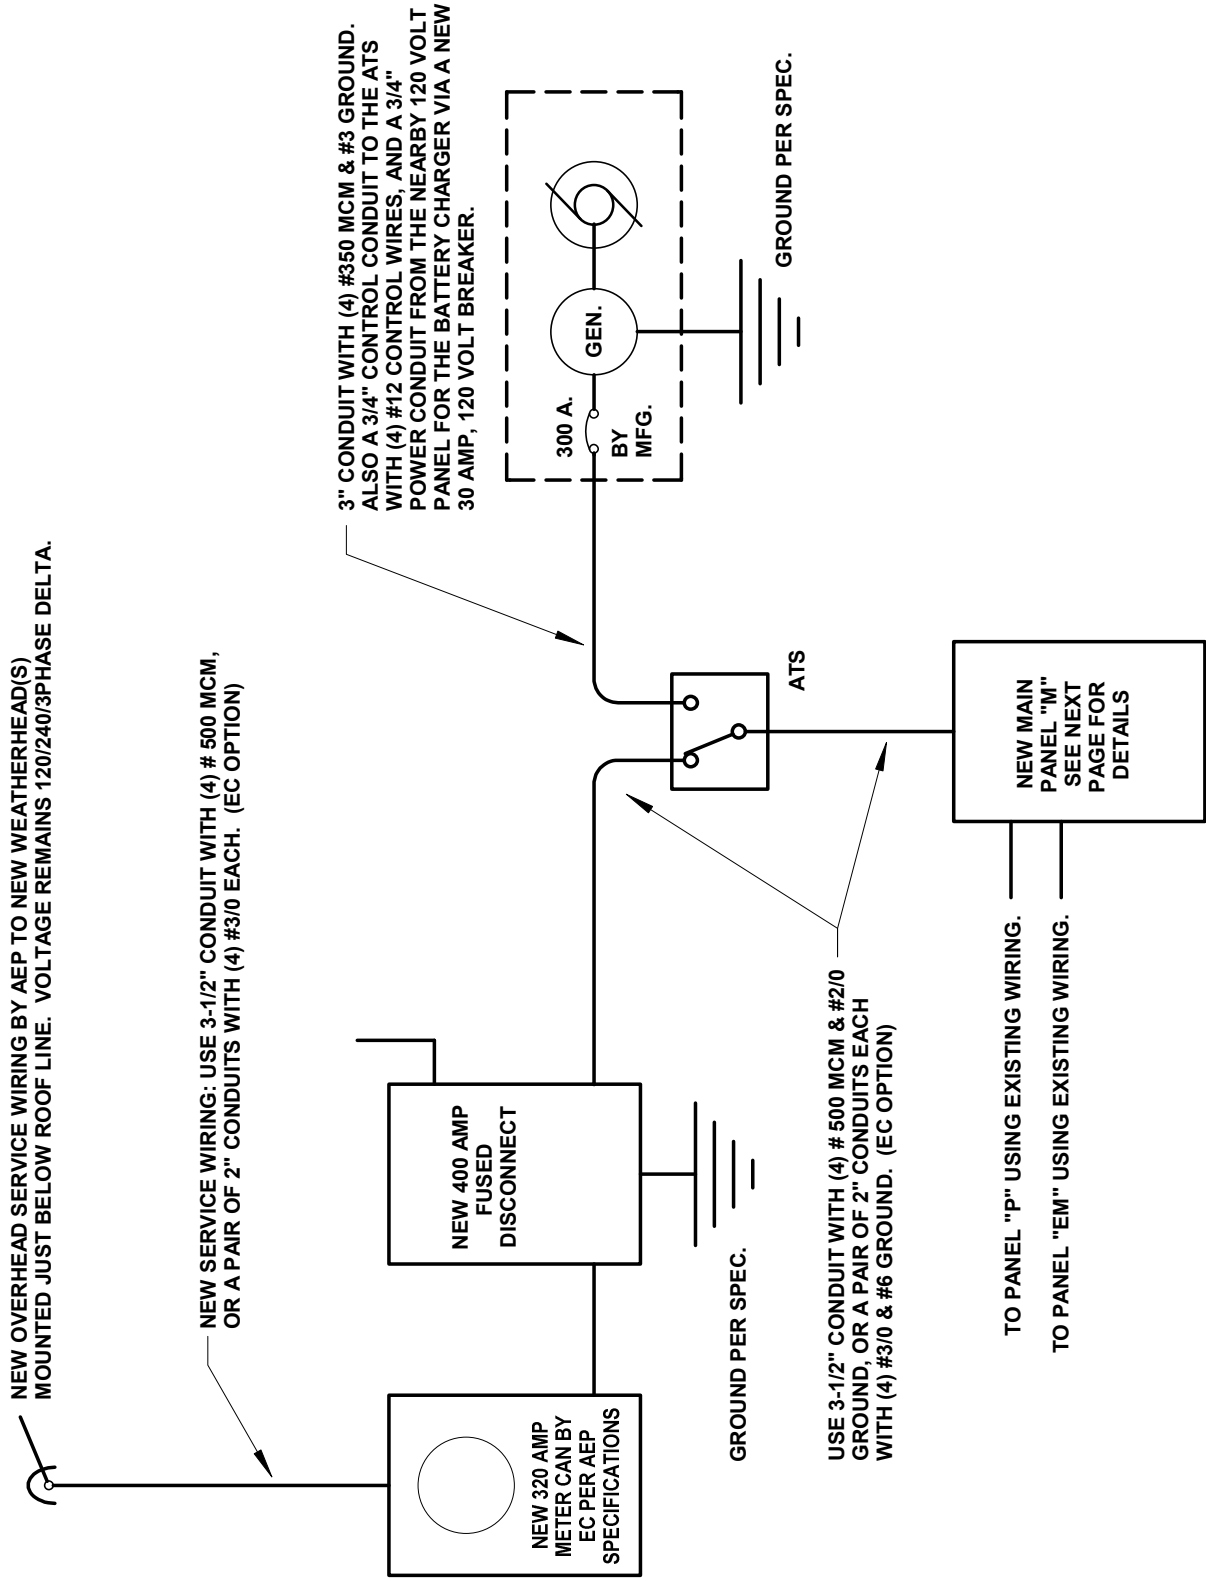 NEW OVERHEAD SERVICE WIRING BY AEP TO NEW WEATHERHEAD(S)
MOUNTED JUST BELOW ROOF LINE. VOLTAGE REMAINS 120/240/3PHASE DELTA.
NEW SERVICE WIRING: USE 3-1/2" CONDUIT WITH (4) # 500 MCM,
OR A PAIR OF 2" CONDUITS WITH (4) #3/0 EACH. (EC OPTION)
3" CONDUIT WITH (4) #350 MCM & #3 GROUND.
ALSO A 3/4" CONTROL CONDUIT TO THE ATS
WITH (4) #12 CONTROL WIRES, AND A 3/4"
POWER CONDUIT FROM THE NEARBY 120 VOLT
PANEL FOR THE BATTERY CHARGER VIA A NEW
30 AMP, 120 VOLT BREAKER.
NEW 320 AMP
METER CAN BY
EC PER AEP
SPECIFICATIONS
NEW 400 AMP
FUSED
DISCONNECT
GROUND PER SPEC.
300 A.
BY
MFG.
GEN.
GROUND PER SPEC.
ATS
USE 3-1/2" CONDUIT WITH (4) # 500 MCM & #2/0
GROUND, OR A PAIR OF 2" CONDUITS EACH
WITH (4) #3/0 & #6 GROUND. (EC OPTION)
NEW MAIN
PANEL "M"
SEE NEXT
PAGE FOR
DETAILS
TO PANEL "P" USING EXISTING WIRING.
TO PANEL "EM" USING EXISTING WIRING.